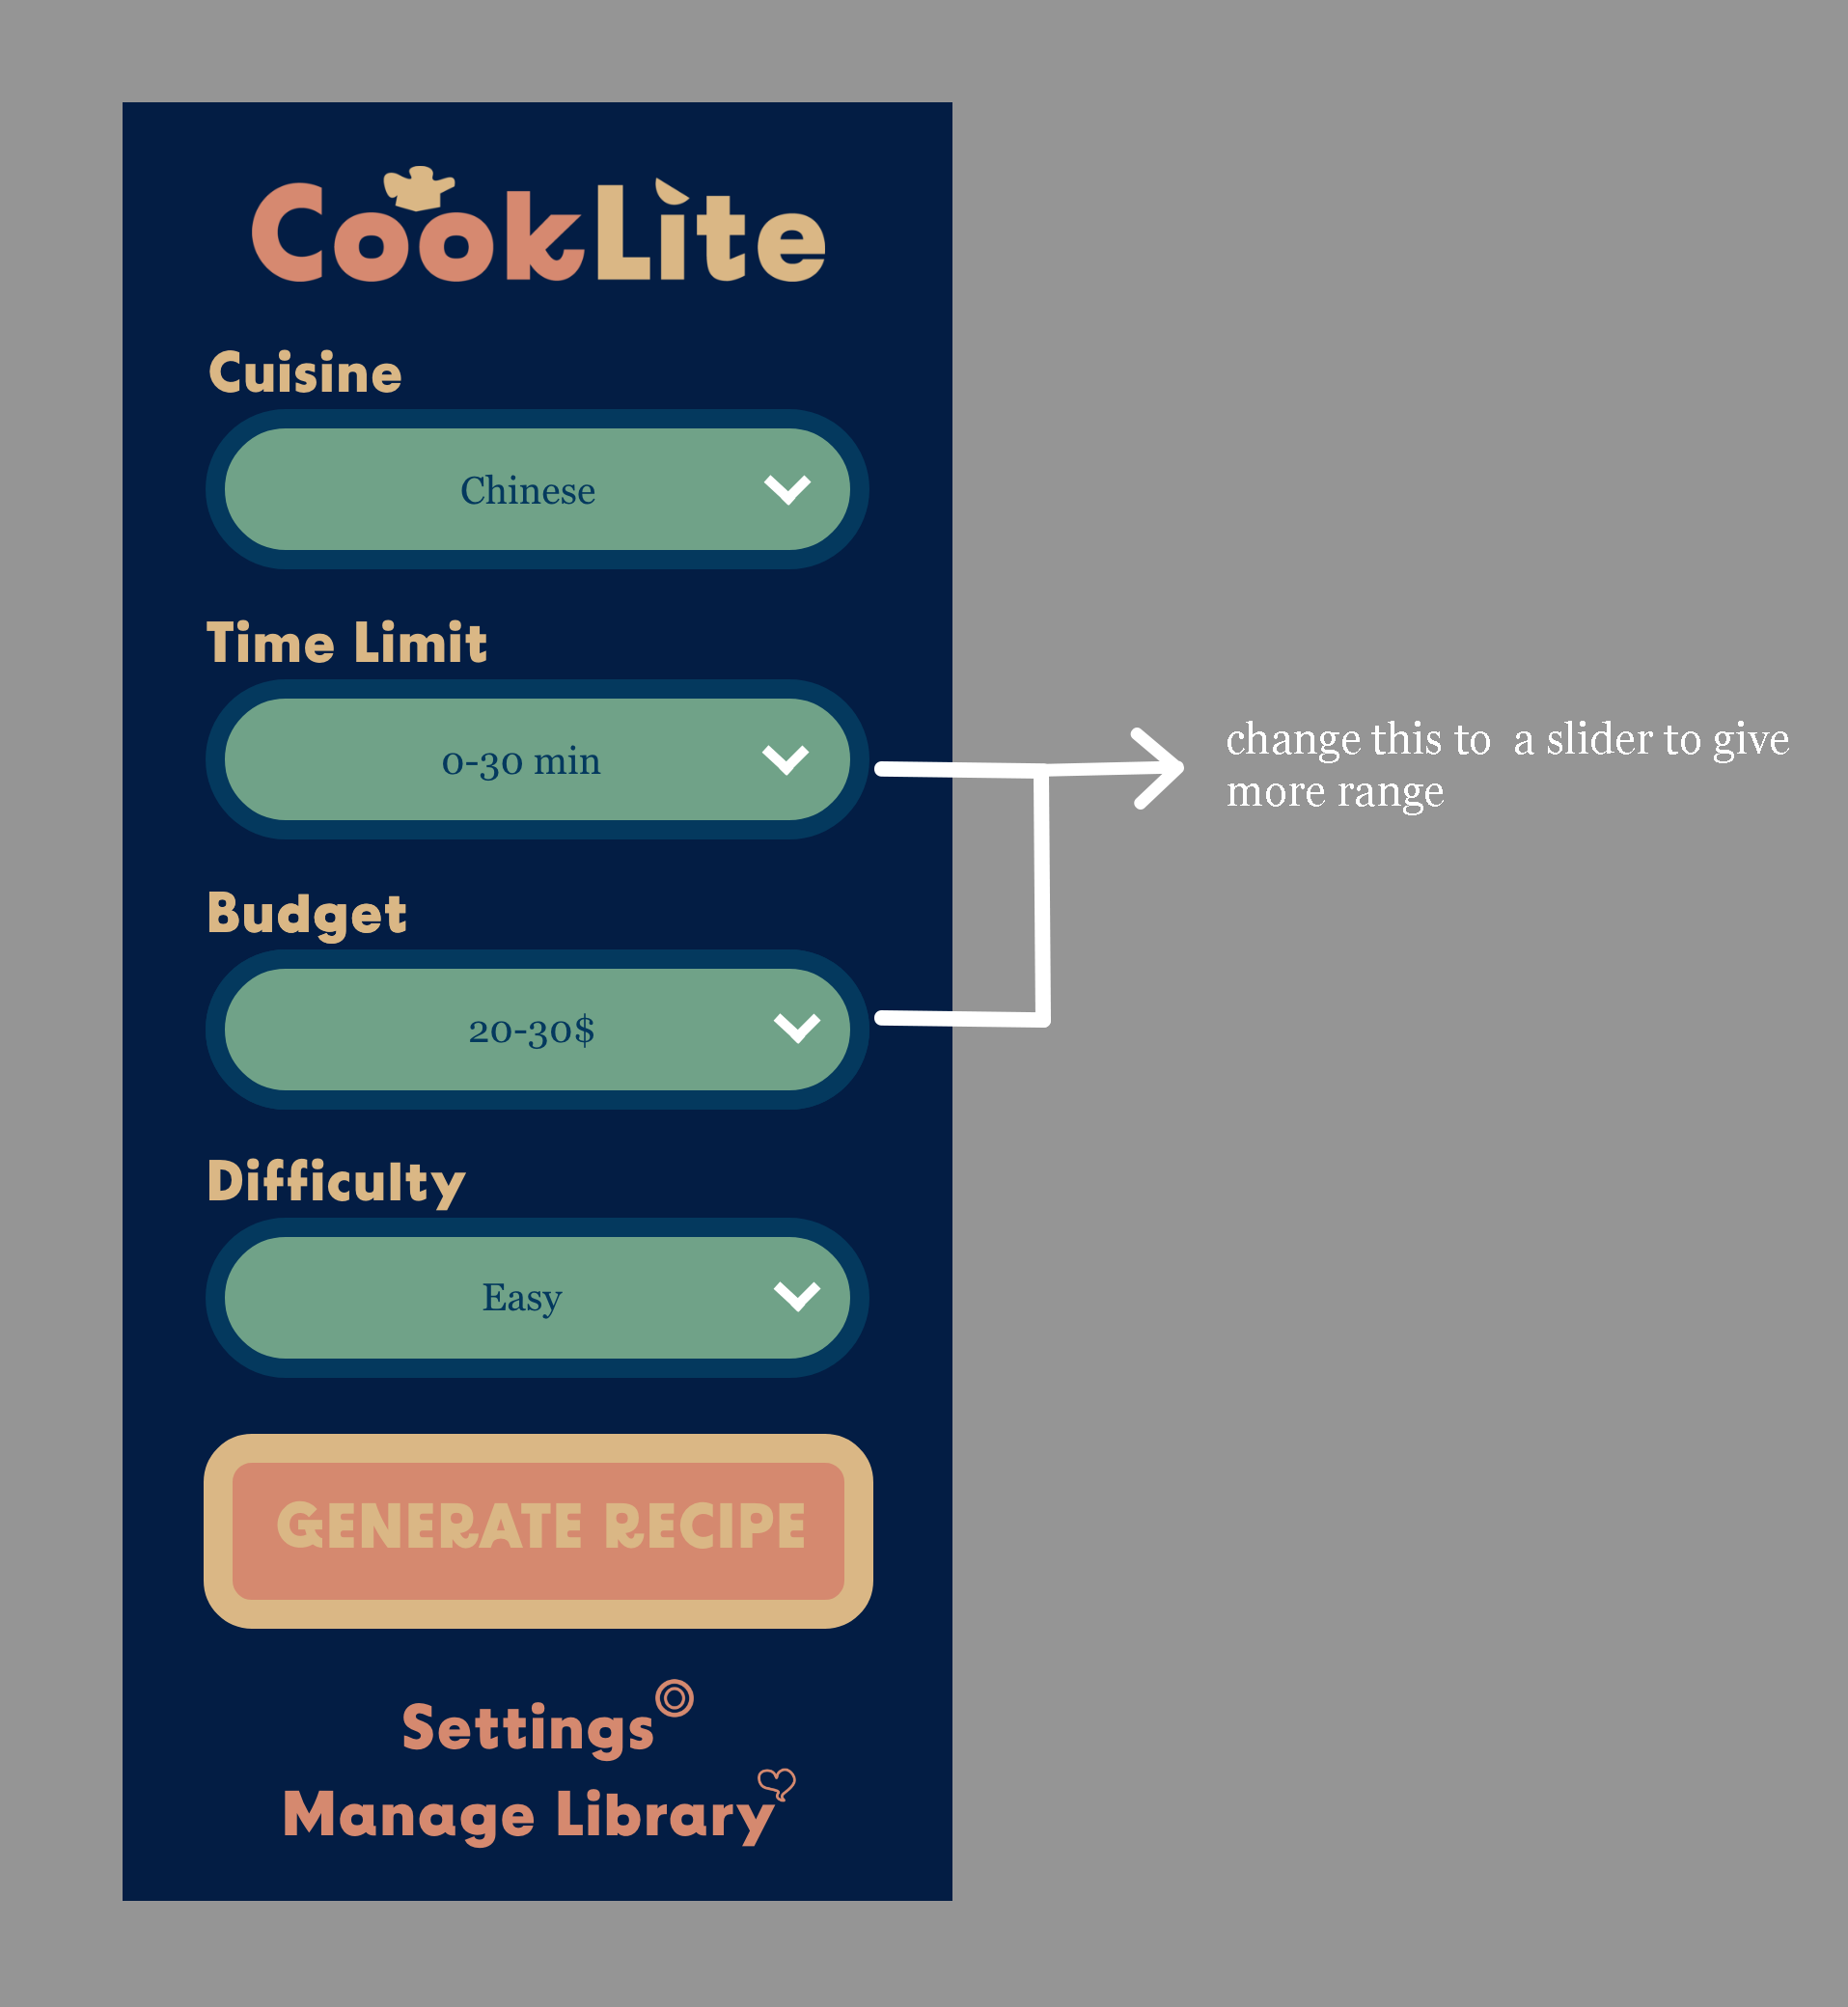 CookLite
Cuisine
Chinese
Time Limit
0-30 min
change this to  a slider to give
more range
Budget
20-30$
Difficulty
Easy
GENERATE RECIPE
Settings
Manage Library